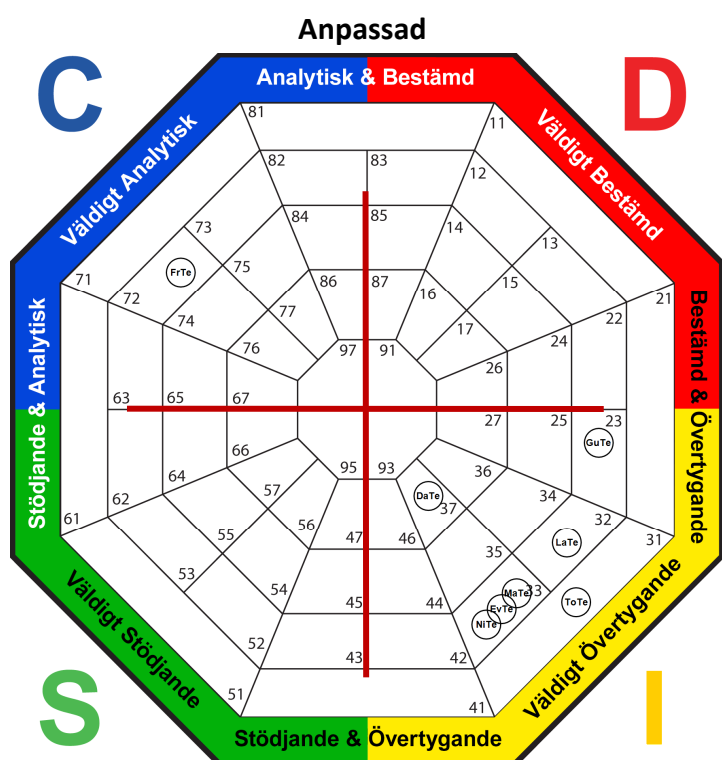 Anpassad
C
D
Analytisk & Bestämd
Väldigt Analytisk
Väldigt Bestämd
81
11
82
83
12
84
85
14
73
13
75
86
87
16
15
FrTe
71
72
74
77
17
22
21
76
97
91
24
26
Stödjande & Analytisk
Bestämd & Övertygande
63
65
67
27
25
23
GuTe
66
95
93
36
64
57
DaTe
37
34
62
61
56
47
46
32
31
55
35
LaTe
53
54
45
44
MaTe
33
EvTe
NiTe
ToTe
52
43
42
51
41
Väldigt Stödjande
Väldigt Övertygande
S
I
Stödjande & Övertygande